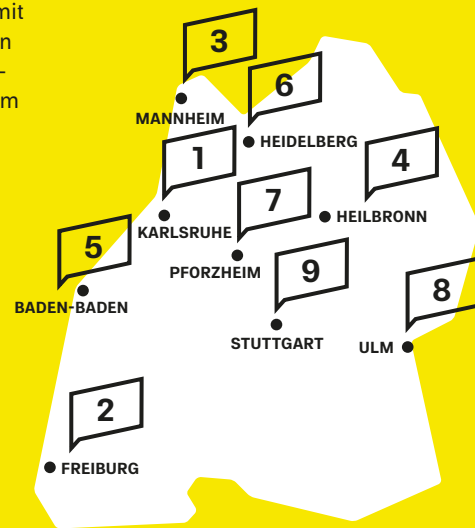 mit
n
-
m
3
MANNHEIM
6
HEIDELBERG
1
KARLSRUHE
4
HEILBRONN
7
PFORZHEIM
5
BADEN-BADEN
9
STUTTGART
8
ULM
2
FREIBURG